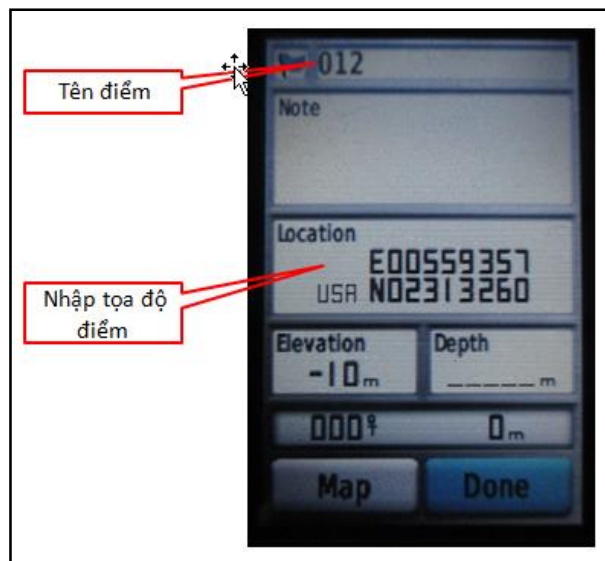 012
Tên điểm
Note
Location
E00559357
USA N02313260
Nhập tọa độ
điểm
Elevation
-10m
Depth
_____m
000°T
0m
Map
Done